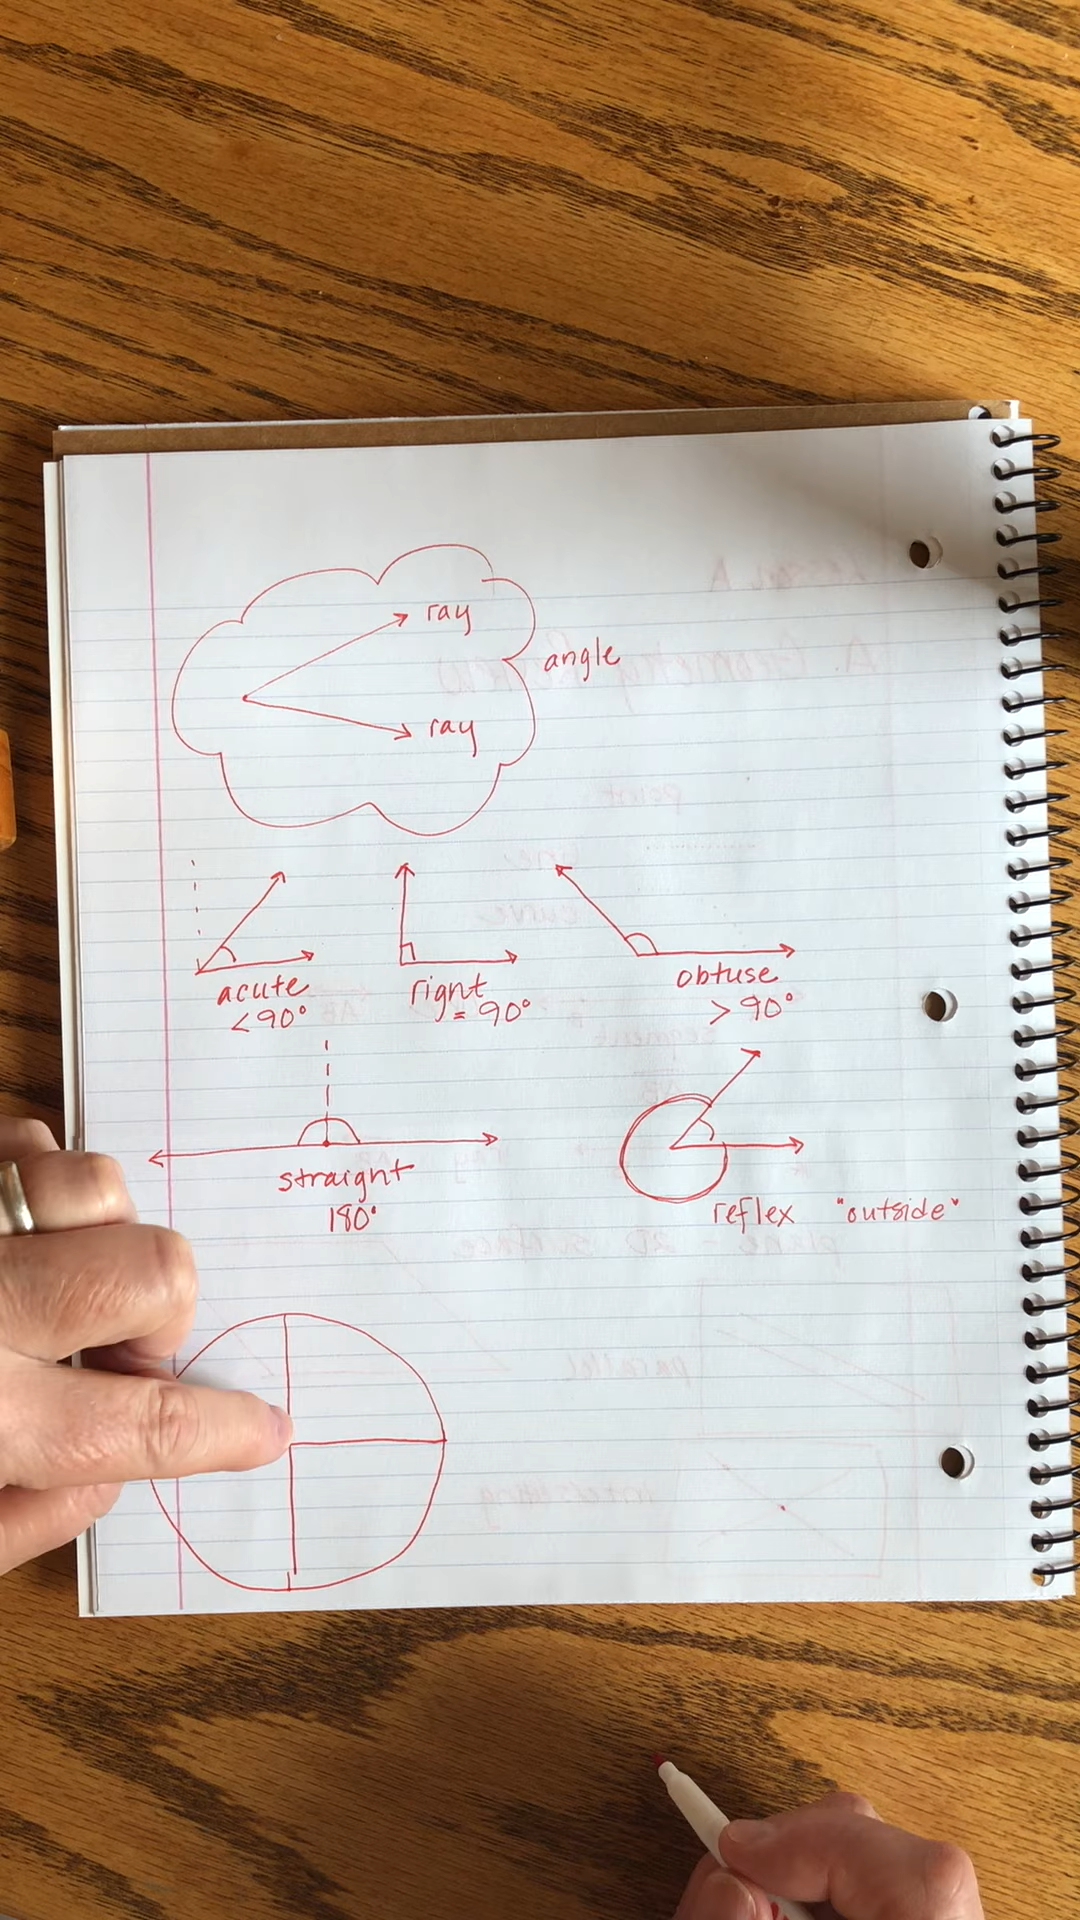 ray
angle
ray
acute
<90°
right
= 90°
obtuse
> 90°
straight
180°
reflex "outside"